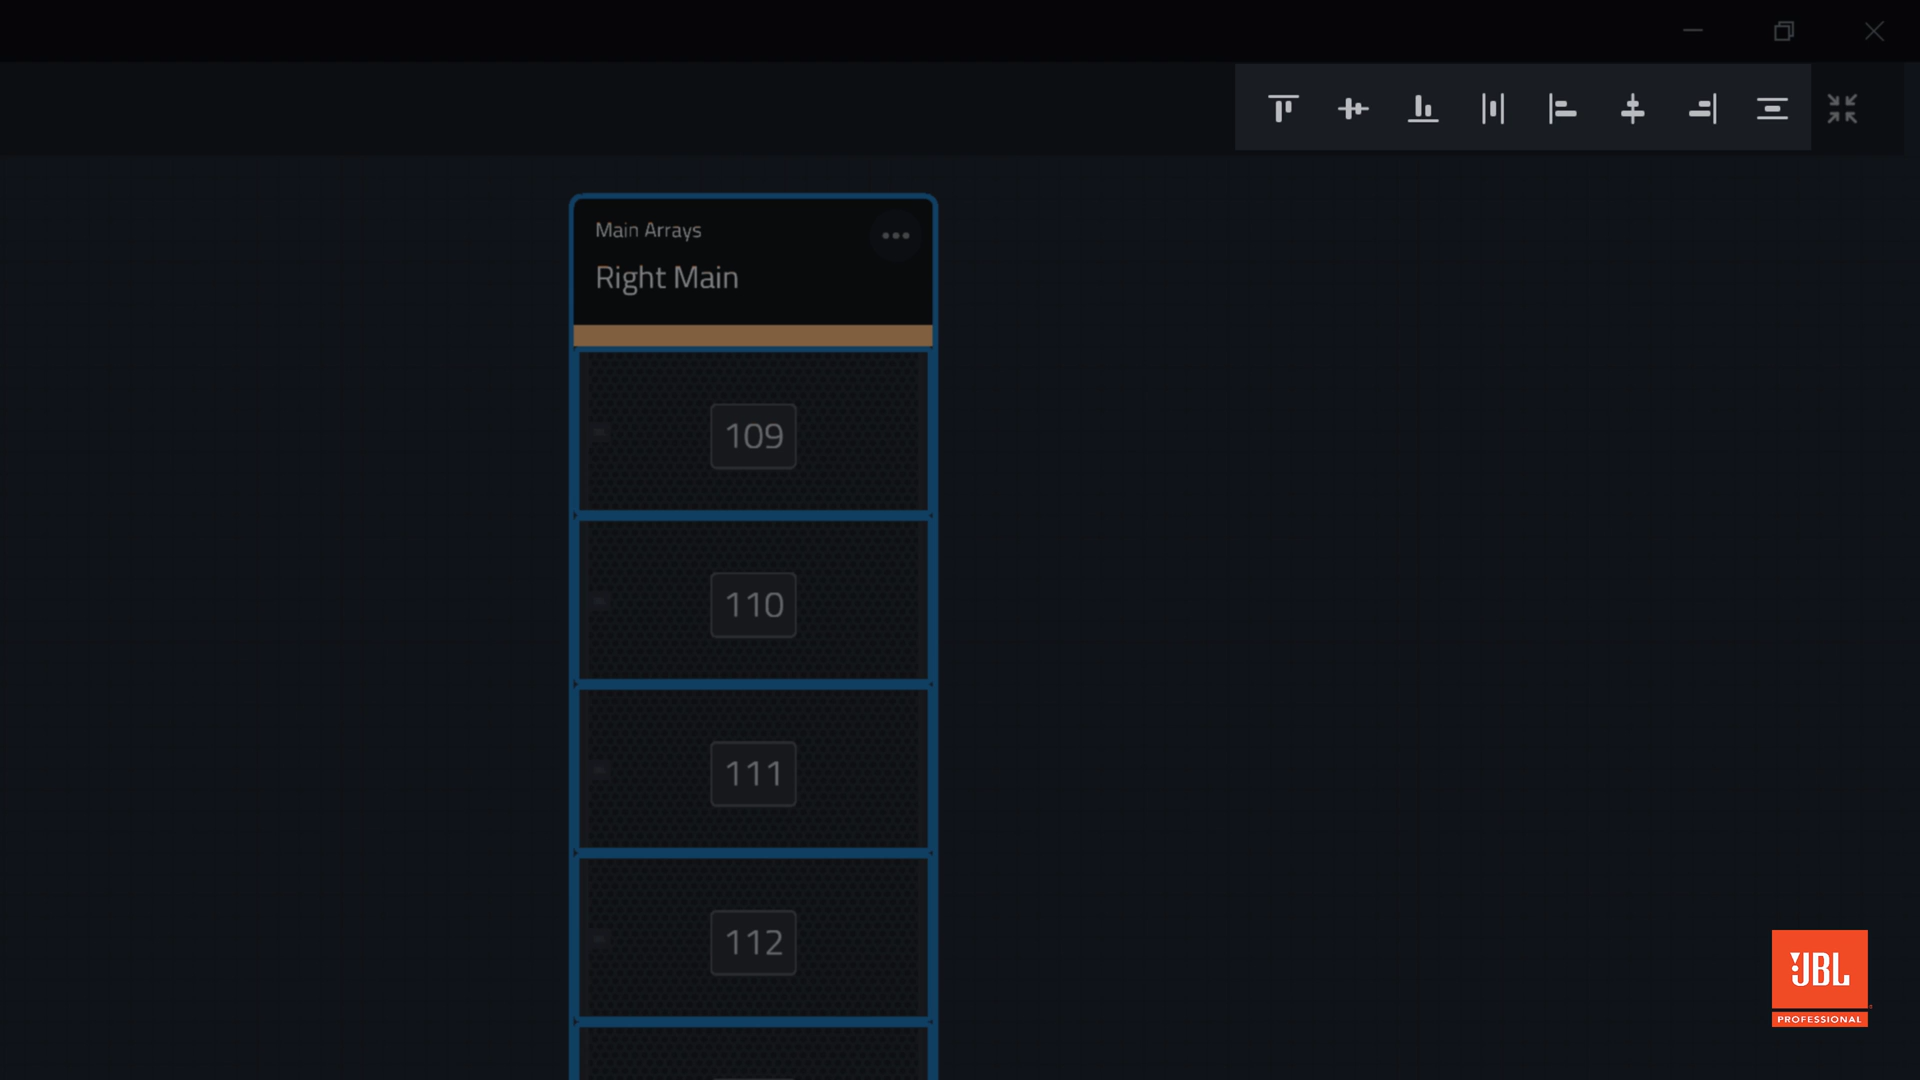 Main Arrays
Right Main
109
110
111
112
JBL
PROFESSIONAL